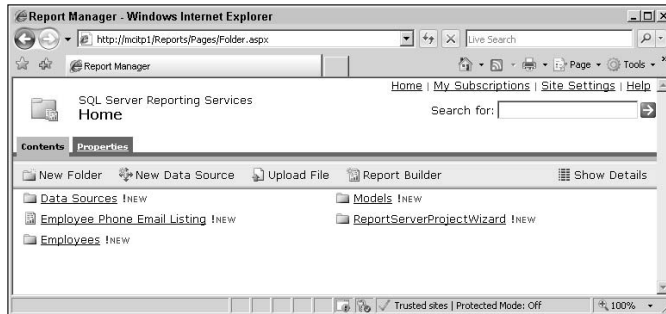 Report Manager - Windows Internet Explorer
http://mcitp1/Reports/Pages/Folder.aspx
Live Search
Report Manager
Page
Tools
Home | My Subscriptions | Site Settings | Help
SQL Server Reporting Services
Home
Search for:
Contents
Properties
New Folder
New Data Source
Upload File
Report Builder
Show Details
Data Sources !NEW
Models !NEW
Employee Phone Email Listing !NEW
ReportServerProjectWizard !NEW
Employees !NEW
Trusted sites | Protected Mode: Off
100%